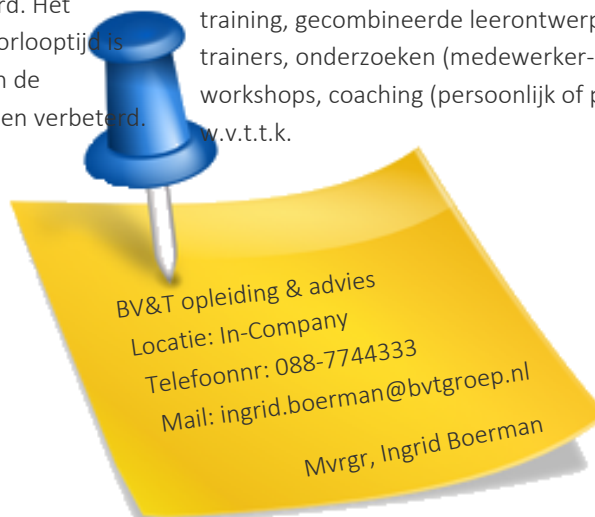 rd. Het
orlooptijd is
n de
en verbeterd.
training, gecombineerde leerontwerp
trainers, onderzoeken (medewerker-
workshops, coaching (persoonlijk of p
w.v.t.t.k.
BV&T opleiding & advies
Locatie: In-Company
Telefoonnr: 088-7744333
Mail: ingrid.boerman@bvtgroep.nl
Mvrgr, Ingrid Boerman